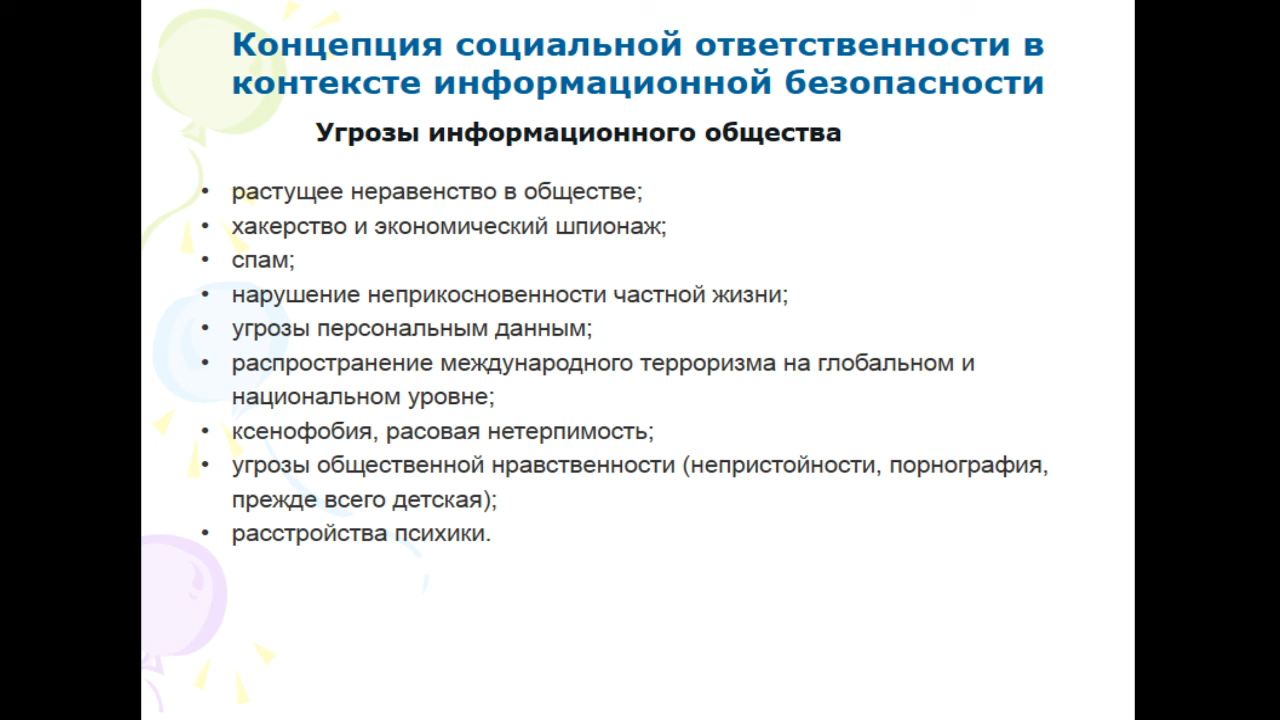 Концепция социальной ответственности в
контексте информационной безопасности
Угрозы информационного общества
• растущее неравенство в обществе;
• хакерство и экономический шпионаж;
• спам;
• нарушение неприкосновенности частной жизни;
• угрозы персональным данным;
• распространение международного терроризма на глобальном и
национальном уровне;
• ксенофобия, расовая нетерпимость;
• угрозы общественной нравственности (непристойности, порнография,
прежде всего детская);
• расстройства психики.